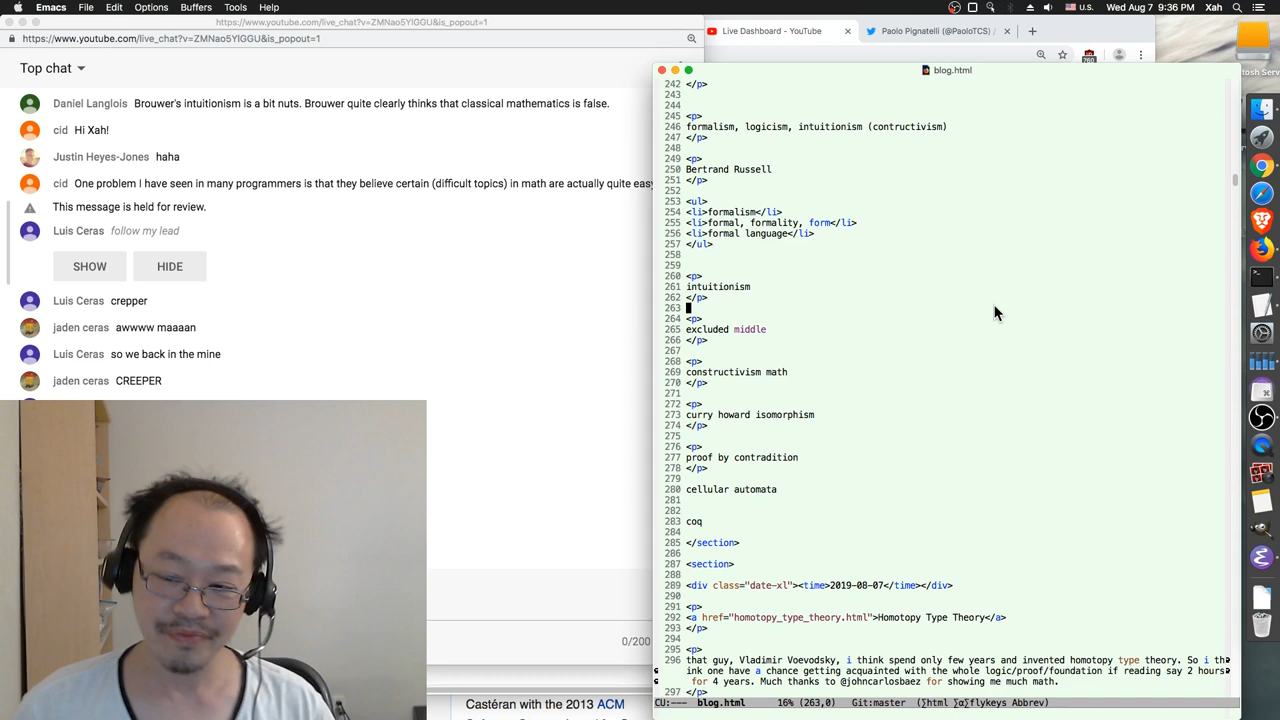 Emacs File Edit Options Buffers Tools Help
U.S. Wed Aug 7 9:36 PM Xah
https://www.youtube.com/live_chat?v=ZMNao5YIGGU&is_popout=1
https://www.youtube.com/live_chat?v=ZMNao5YIGGU&is_popout=1
Live Dashboard - YouTube
Paolo Pignatelli (@PaoloTCS) /
760
Top chat
Daniel Langlois Brouwer's intuitionism is a bit nuts. Brouwer quite clearly thinks that classical mathematics is false.
cid Hi Xah!
Justin Heyes-Jones haha
cid One problem I have seen in many programmers is that they believe certain (difficult topics) in math are actually quite easy
This message is held for review.
Luis Ceras follow my lead
SHOW HIDE
Luis Ceras crepper
jaden ceras awwww maaaan
Luis Ceras so we back in the mine
jaden ceras CREEPER
0/200
Castéran with the 2013 ACM
blog.html
242 </p>
243
244
245 <p>
246 formalism, logicism, intuitionism (contructivism)
247 </p>
248
249 <p>
250 Bertrand Russell
251 </p>
252
253 <ul>
254 <li>formalism</li>
255 <li>formal, formality, form</li>
256 <li>formal language</li>
257 </ul>
258
259
260 <p>
261 intuitionism
262 </p>
263
264 <p>
265 excluded middle
266 </p>
267
268 <p>
269 constructivism math
270 </p>
271
272 <p>
273 curry howard isomorphism
274 </p>
275
276 <p>
277 proof by contradition
278 </p>
279
280 cellular automata
281
282
283 coq
284
285 </section>
286
287 <section>
288
289 <div class="date-xl"><time>2019-08-07</time></div>
290
291 <p>
292 <a href="homotopy_type_theory.html">Homotopy Type Theory</a>
293 </p>
294
295 <p>
296 that guy, Vladimir Voevodsky, i think spend only few years and invented homotopy type theory. So i th
ink one have a chance getting acquainted with the whole logic/proof/foundation if reading say 2 hours
for 4 years. Much thanks to @johncarlosbaez for showing me much math.
297 </p>
CU:--- blog.html 16% (263,0) Git:master (∑html ∑α∑flykeys Abbrev)